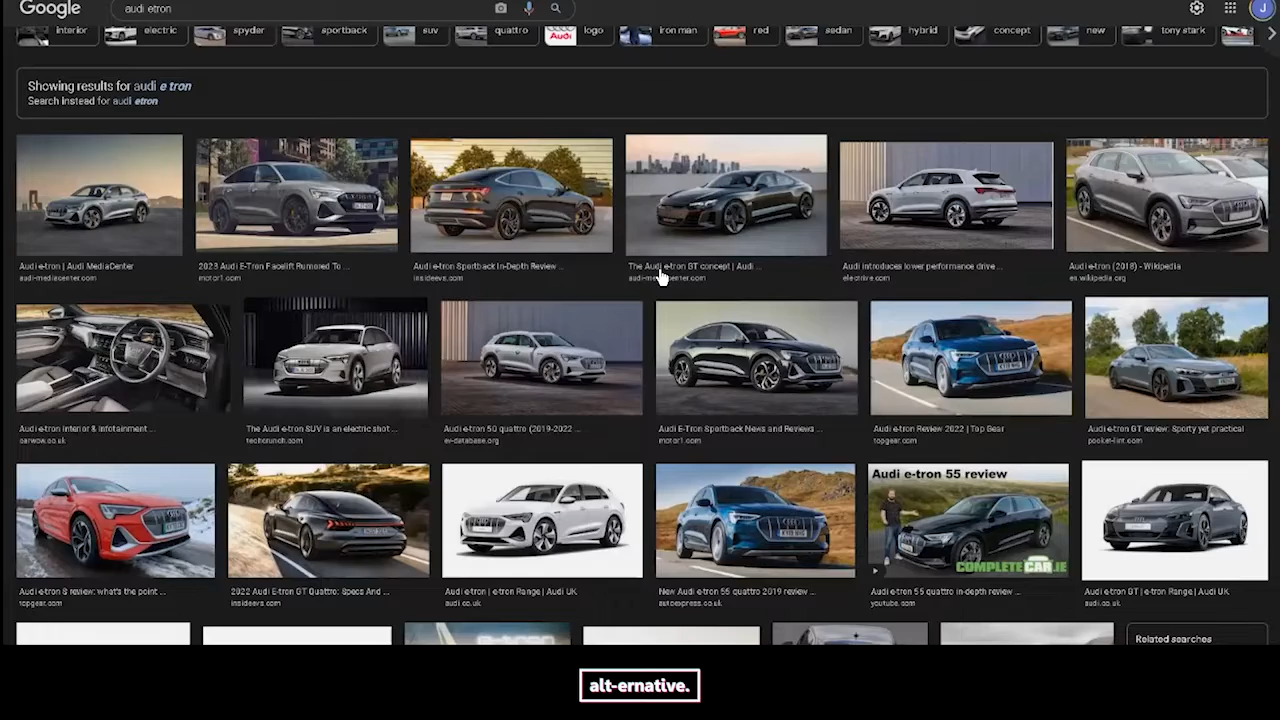 Google
audi etron
J
interior
electric
spyder
sportback
suv
quattro
Audi
logo
iron man
red
sedan
hybrid
concept
new
tony stark
Showing results for audi e tron
Search instead for audi etron
Audi e-tron | Audi MediaCenter
audi-mediacenter.com
2023 Audi E-Tron Facelift Rumored To ...
motor1.com
Audi e-tron Sportback In-Depth Review ...
insideevs.com
The Audi e-tron GT concept | Audi ...
Audi introduces lower performance drive ...
electrive.com
Audi e-tron (2018) - Wikipedia
en.wikipedia.org
Audi e-tron Interior & Infotainment ...
carwow.co.uk
The Audi e-tron SUV is an electric shot ...
techcrunch.com
Audi e-tron 50 quattro (2019-2022 ...
ev-database.org
Audi E-Tron Sportback News and Reviews ...
motor1.com
Audi e-tron Review 2022 | Top Gear
topgear.com
Audi e-tron GT review: Sporty yet practical
pocket-lint.com
Audi e-tron 55 review
COMPLETECAR.IE
Audi e-tron S review: what's the point ...
topgear.com
2022 Audi E-tron GT Quattro: Specs And ...
insideevs.com
Audi e-tron | e-tron Range | Audi UK
audi.co.uk
New Audi e-tron 55 quattro 2019 review ...
autoexpress.co.uk
Audi e-tron 55 quattro in-depth review ...
youtube.com
Audi e-tron GT | e-tron Range | Audi UK
audi.co.uk
Related searches
alt-ernative.